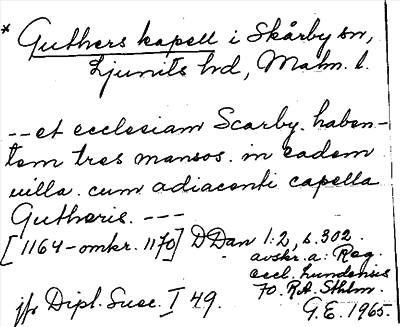 * Guthers kapell i Skårby sn,
Ljunits hd, Malm. l.
-- et ecclesiam Scarby. haben-
tem tres mansos. in eadem
uilla. cum adiacenti capella
Gutheris. ---
[1164-omkr. 1170] DDan 1:2, s. 302.
avskr. a. Reg.
eccl. lundensis
70. RA. Sthlm.
jfr Dipl. Suec. I 49.
G.E. 1965.